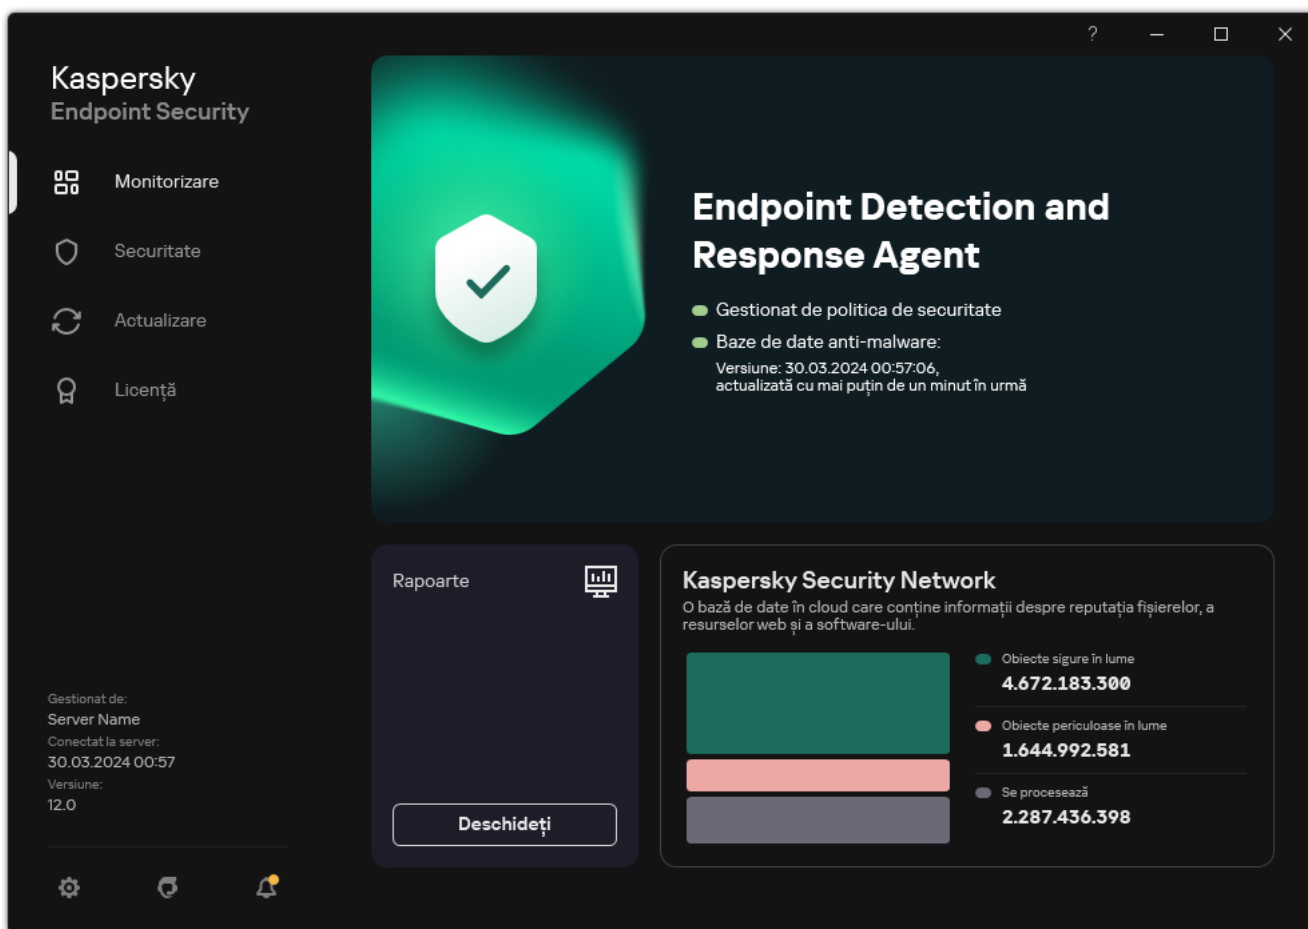 ?
Kaspersky
Endpoint Security
Monitorizare
Securitate
Actualizare
Licență
Gestionat de:
Server Name
Conectat la server:
30.03.2024 00:57
Versiune:
12.0
Endpoint Detection and
Response Agent
Gestionat de politica de securitate
Baze de date anti-malware:
Versiune: 30.03.2024 00:57:06,
actualizată cu mai puțin de un minut în urmă
Rapoarte
Deschideți
Kaspersky Security Network
O bază de date în cloud care conține informații despre reputația fișierelor, a
resurselor web și a software-ului.
Obiecte sigure în lume
4.672.183.300
Obiecte periculoase în lume
1.644.992.581
Se procesează
2.287.436.398